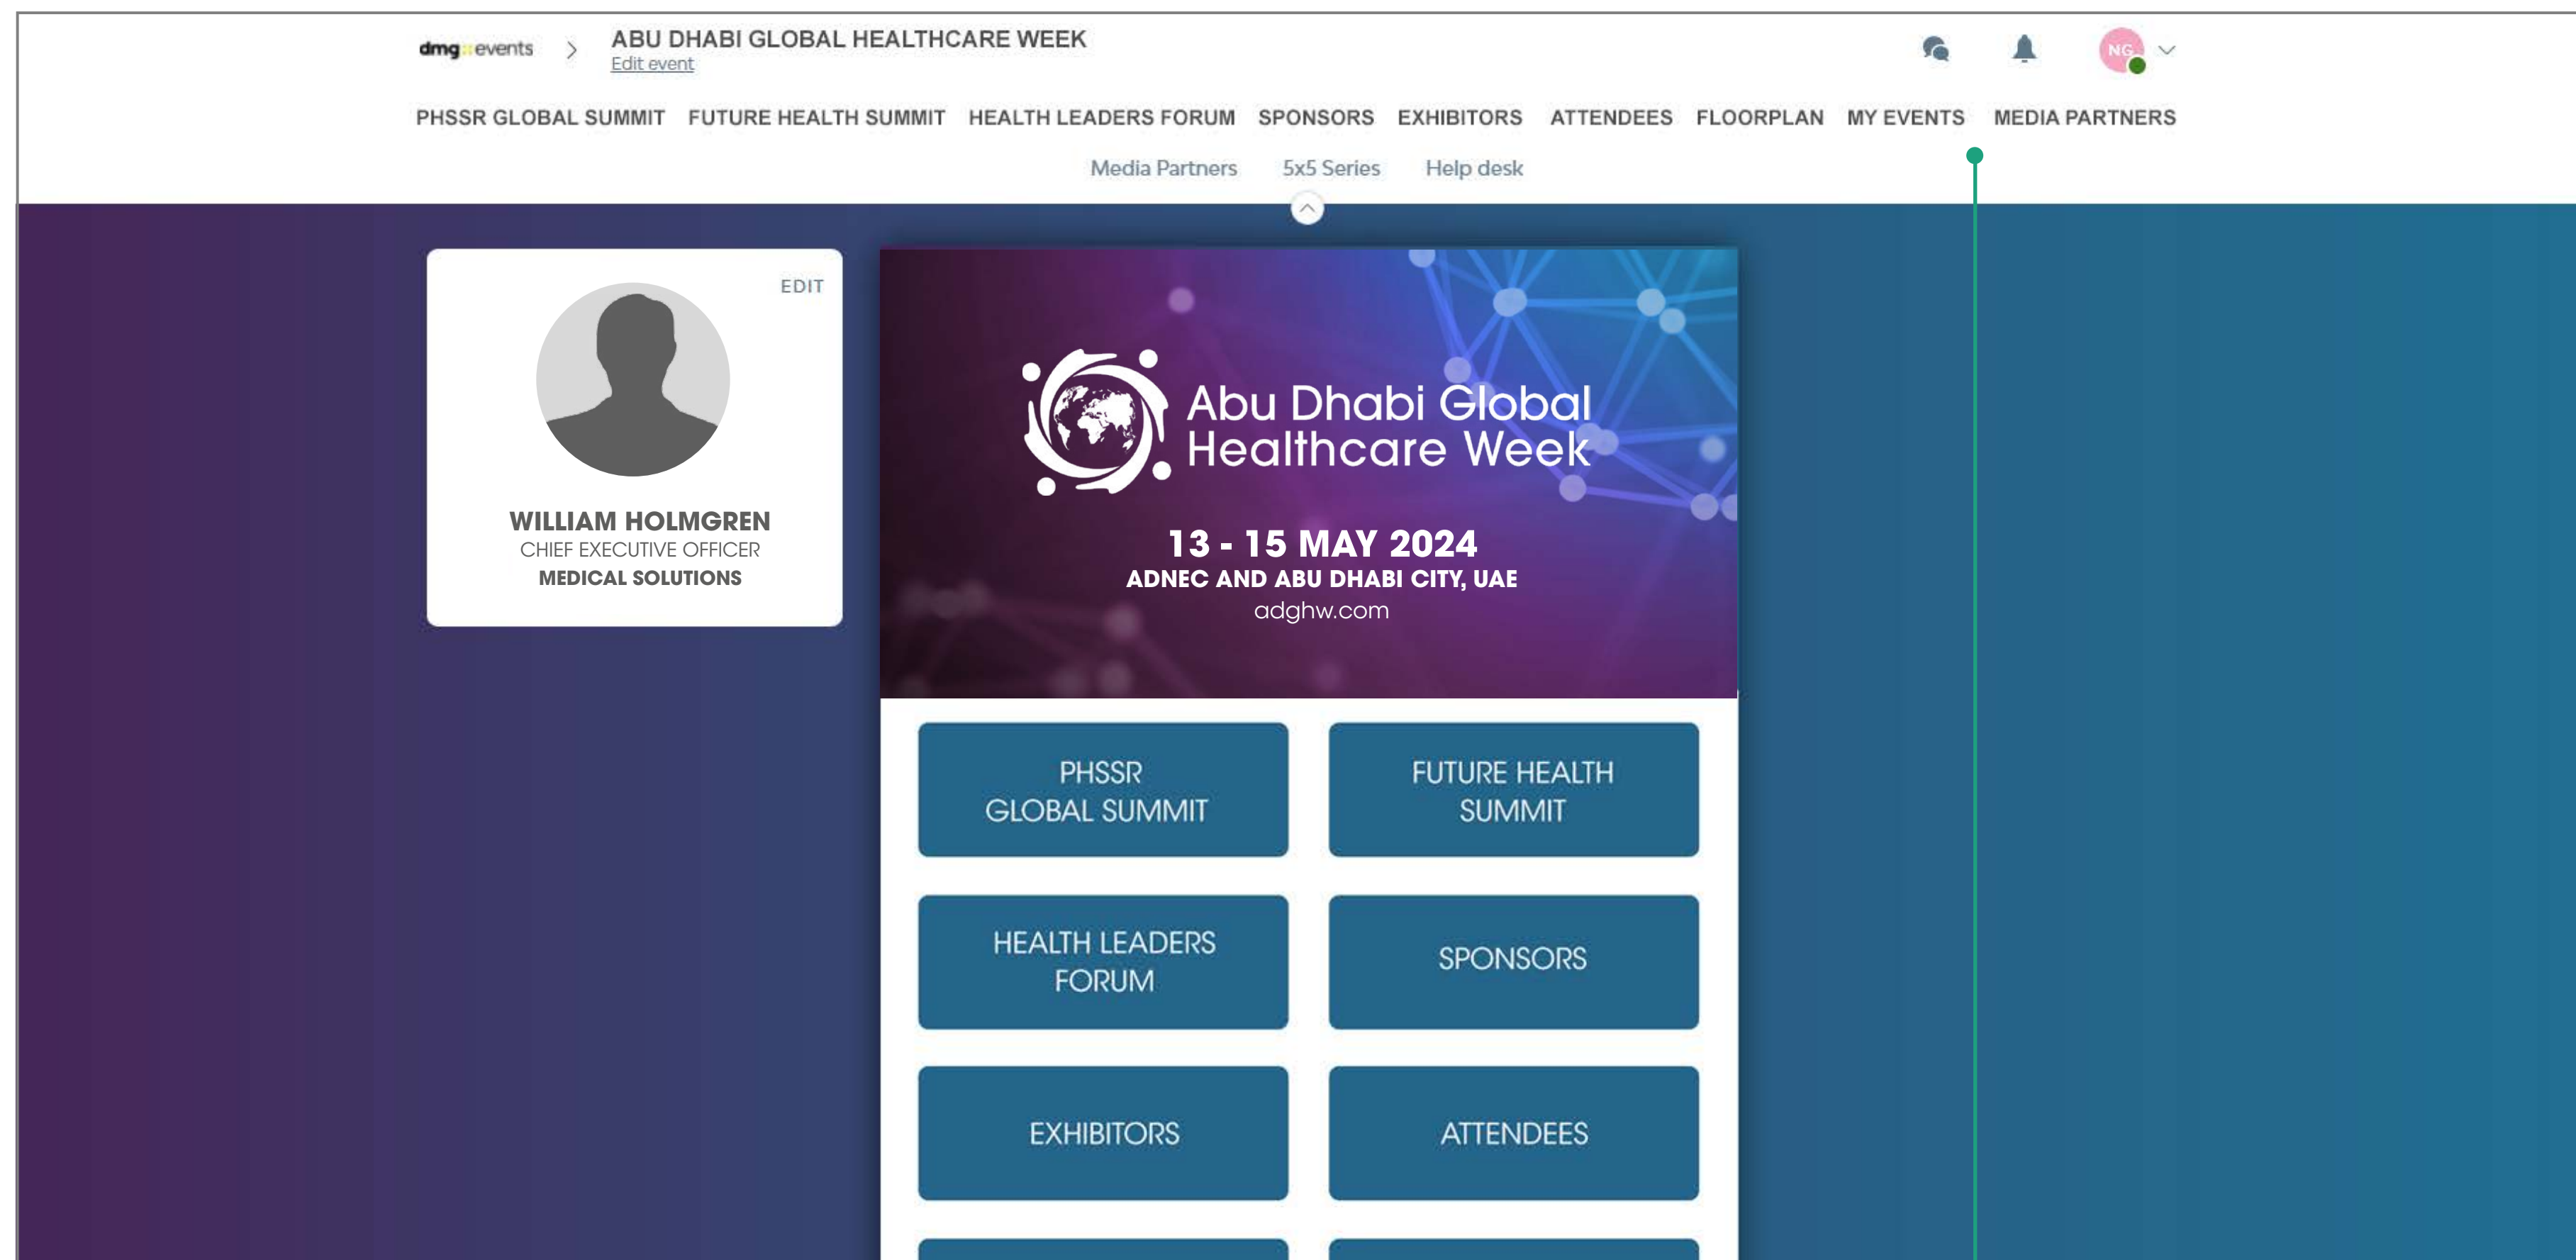 dmg::events
ABU DHABI GLOBAL HEALTHCARE WEEK
Edit event
NG
PHSSR GLOBAL SUMMIT FUTURE HEALTH SUMMIT HEALTH LEADERS FORUM SPONSORS EXHIBITORS ATTENDEES FLOORPLAN MY EVENTS MEDIA PARTNERS
Media Partners 5x5 Series Help desk
EDIT
WILLIAM HOLMGREN
CHIEF EXECUTIVE OFFICER
MEDICAL SOLUTIONS
Abu Dhabi Global
Healthcare Week
13 - 15 MAY 2024
ADNEC AND ABU DHABI CITY, UAE
adghw.com
PHSSR
GLOBAL SUMMIT
FUTURE HEALTH
SUMMIT
HEALTH LEADERS
FORUM
SPONSORS
EXHIBITORS
ATTENDEES